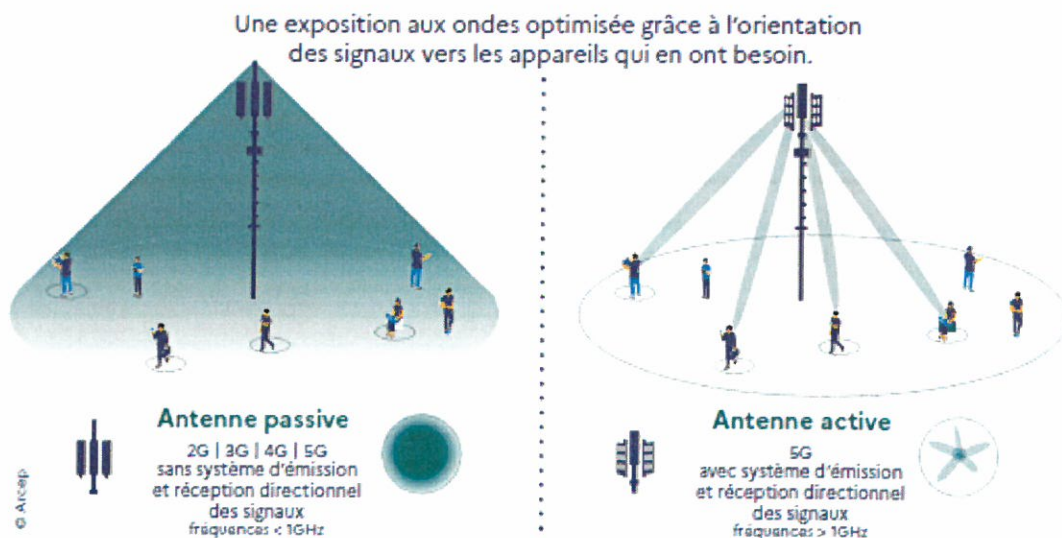 Une exposition aux ondes optimisée grâce à l'orientation
des signaux vers les appareils qui en ont besoin.
Antenne passive
2G | 3G | 4G | 5G
sans système d'émission
et réception directionnel
des signaux
fréquences < 1GHz
Antenne active
5G
avec système d'émission
et réception directionnel
des signaux
fréquences > 1GHz
© Arcep